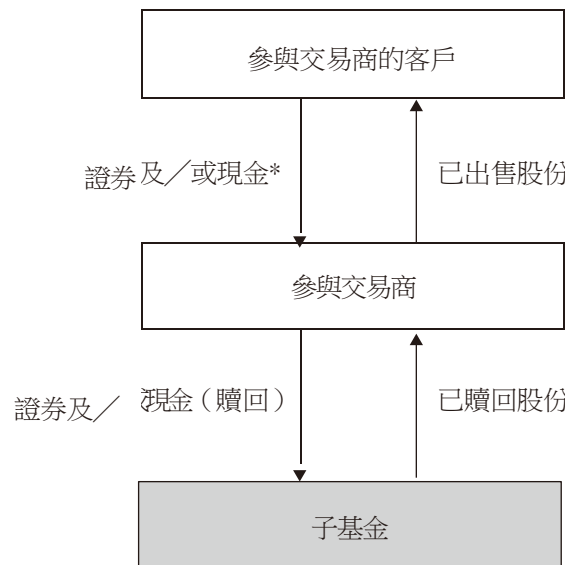 參與交易商的客戶
證券及／或現金*
已出售股份
參與交易商
證券及／
現金（贖回）
已贖回股份
子基金